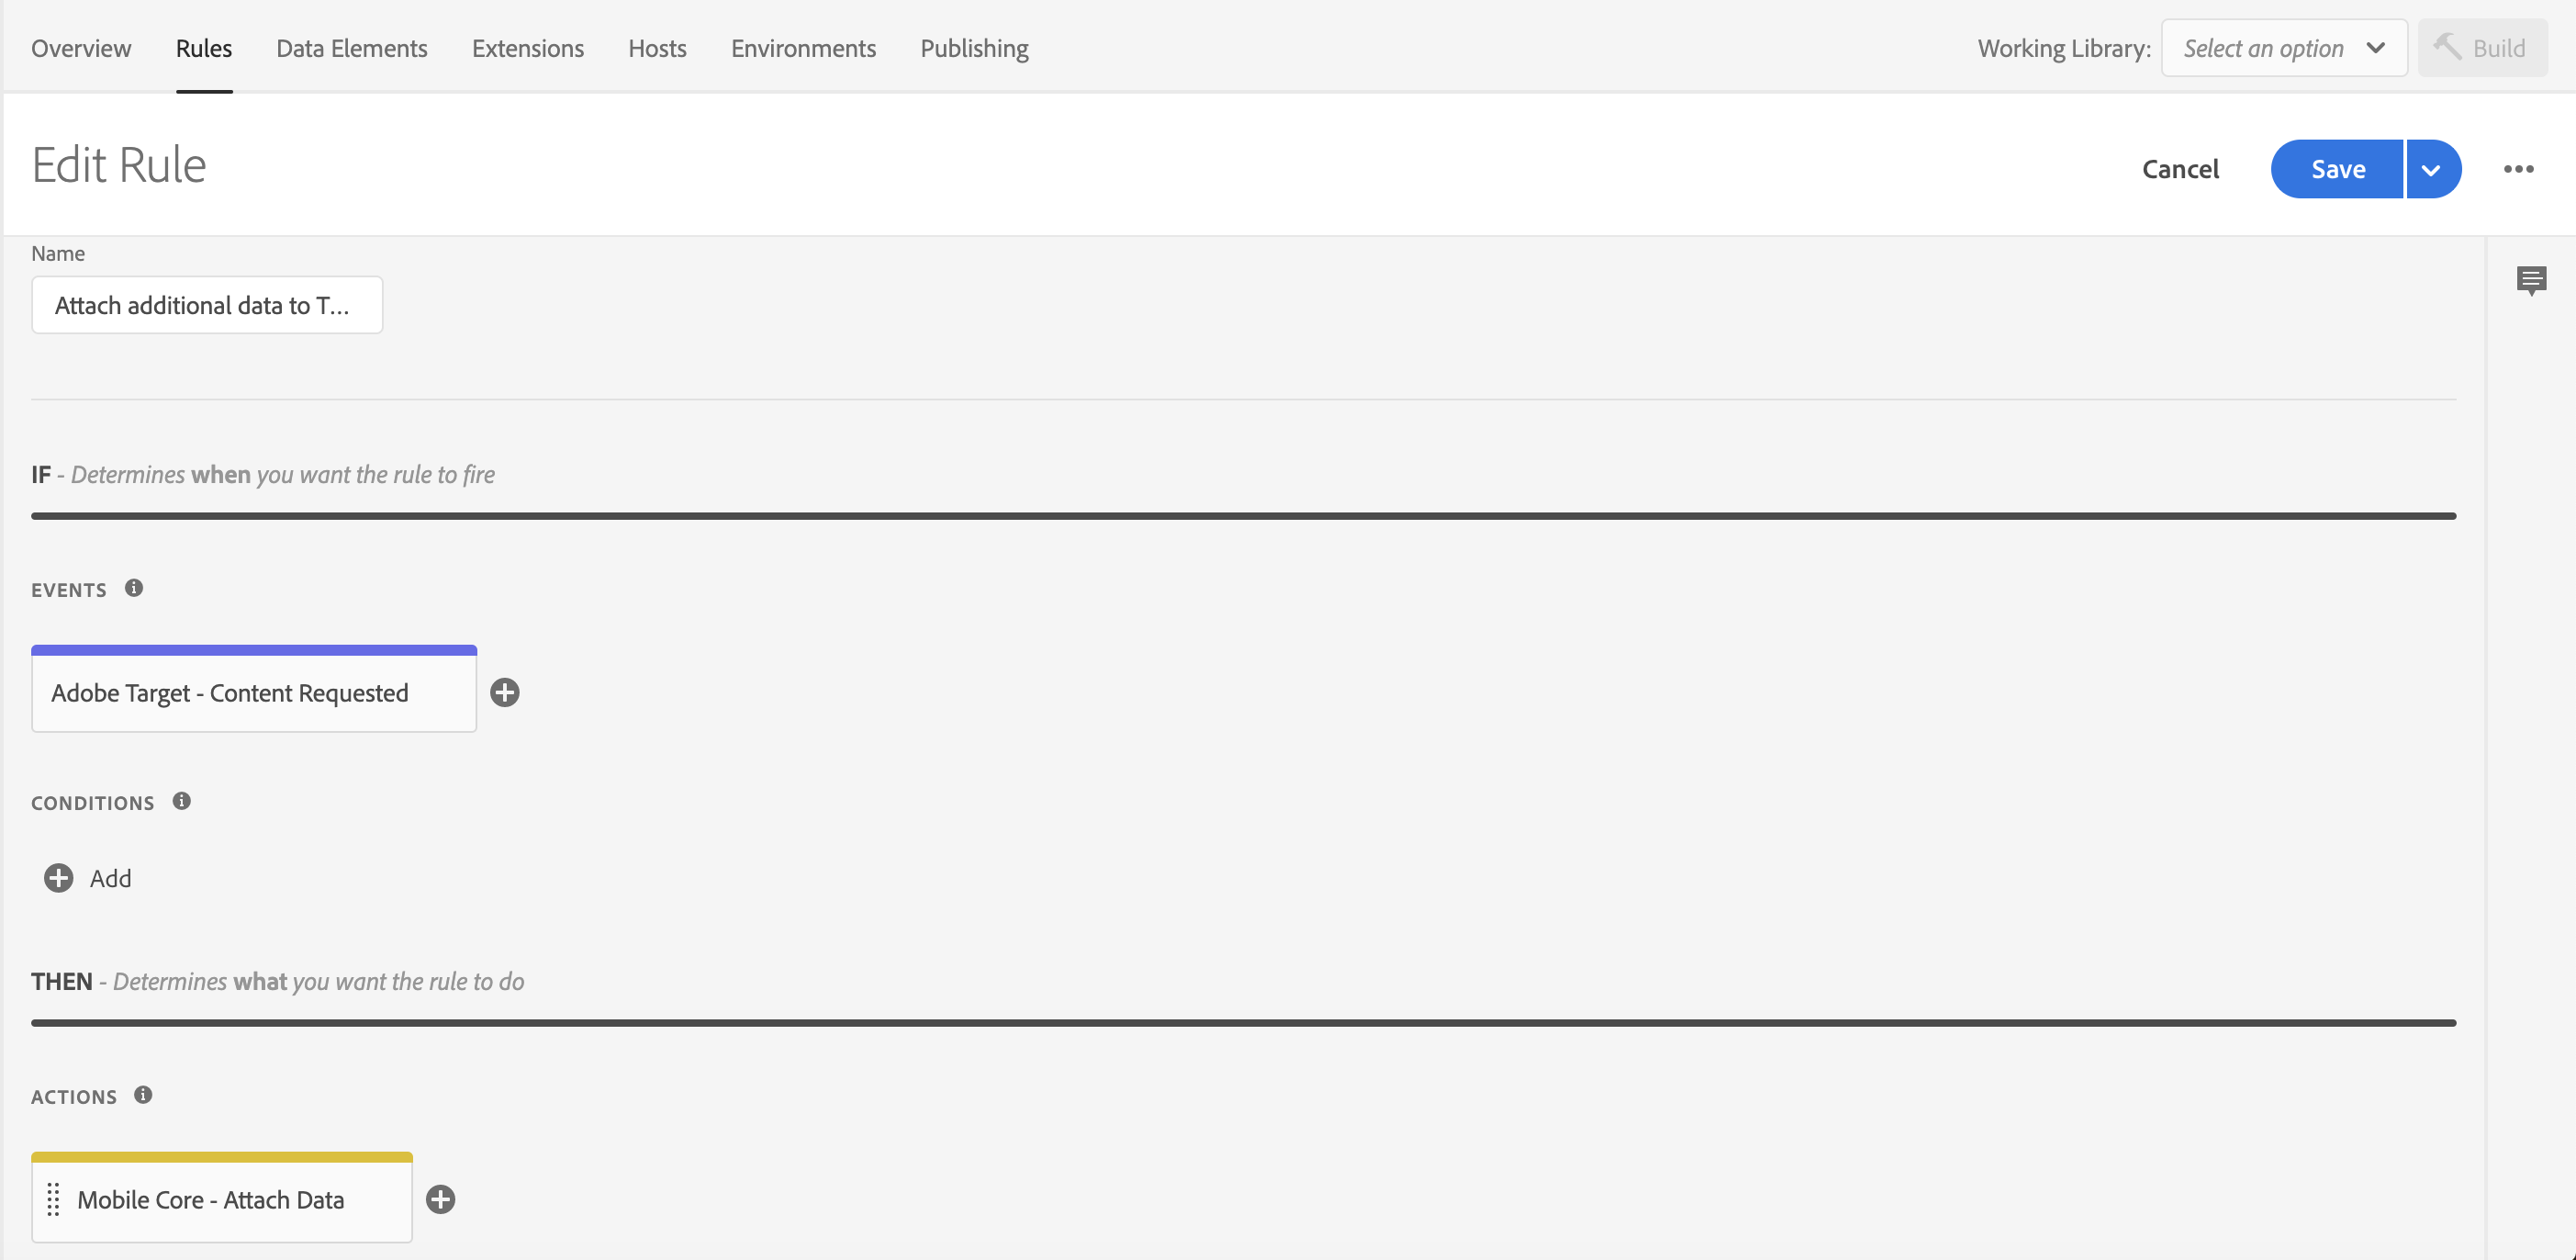 Overview Rules Data Elements Extensions Hosts Environments Publishing Working Library: Select an option Build
Edit Rule Cancel Save
Name
Attach additional data to T...
IF - Determines when you want the rule to fire
EVENTS
Adobe Target - Content Requested
CONDITIONS
Add
THEN - Determines what you want the rule to do
ACTIONS
Mobile Core - Attach Data